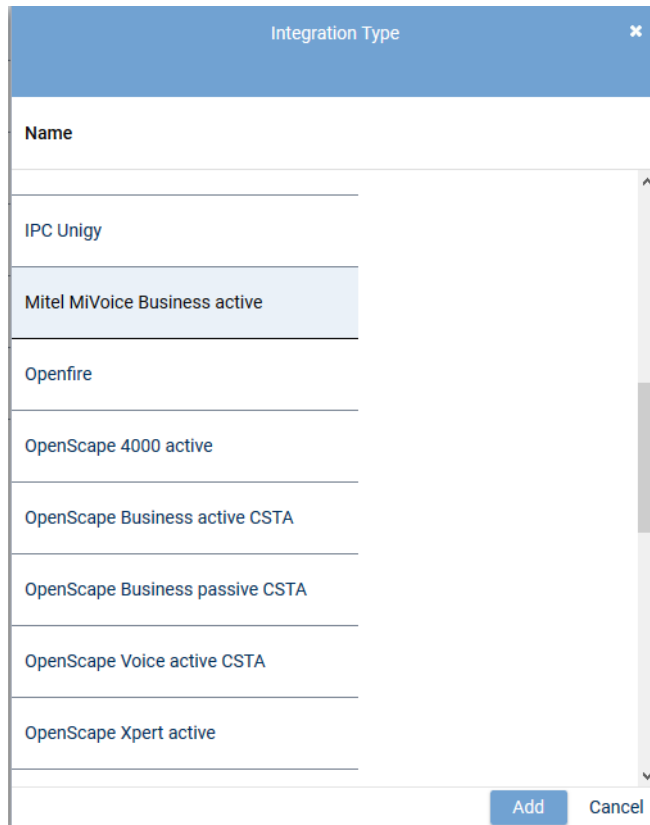 Integration Type
Name
IPC Unigy
Mitel MiVoice Business active
Openfire
OpenScape 4000 active
OpenScape Business active CSTA
OpenScape Business passive CSTA
OpenScape Voice active CSTA
OpenScape Xpert active
Add Cancel